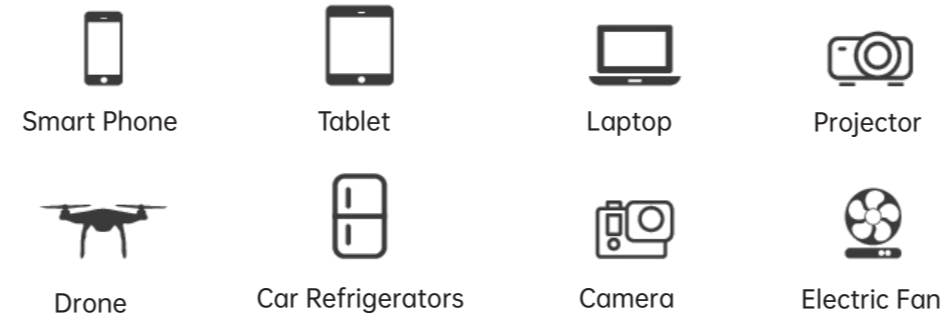 Smart Phone
Tablet
Laptop
Projector
Drone
Car Refrigerators
Camera
Electric Fan